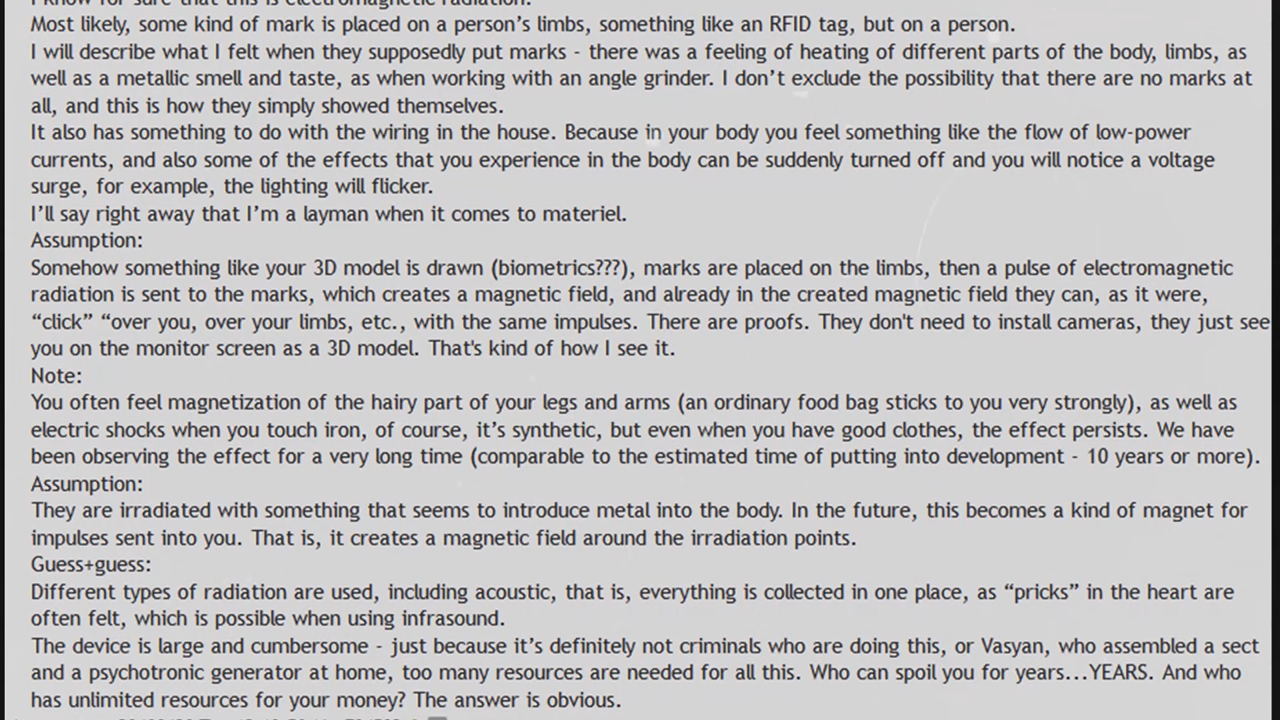 I know for sure that this is electromagnetic radiation.
Most likely, some kind of mark is placed on a person’s limbs, something like an RFID tag, but on a person.
I will describe what I felt when they supposedly put marks - there was a feeling of heating of different parts of the body, limbs, as
well as a metallic smell and taste, as when working with an angle grinder. I don’t exclude the possibility that there are no marks at
all, and this is how they simply showed themselves.
It also has something to do with the wiring in the house. Because in your body you feel something like the flow of low-power
currents, and also some of the effects that you experience in the body can be suddenly turned off and you will notice a voltage
surge, for example, the lighting will flicker.
I’ll say right away that I’m a layman when it comes to materiel.
Assumption:
Somehow something like your 3D model is drawn (biometrics???), marks are placed on the limbs, then a pulse of electromagnetic
radiation is sent to the marks, which creates a magnetic field, and already in the created magnetic field they can, as it were,
“click” “over you, over your limbs, etc., with the same impulses. There are proofs. They don't need to install cameras, they just see
you on the monitor screen as a 3D model. That's kind of how I see it.
Note:
You often feel magnetization of the hairy part of your legs and arms (an ordinary food bag sticks to you very strongly), as well as
electric shocks when you touch iron, of course, it’s synthetic, but even when you have good clothes, the effect persists. We have
been observing the effect for a very long time (comparable to the estimated time of putting into development - 10 years or more).
Assumption:
They are irradiated with something that seems to introduce metal into the body. In the future, this becomes a kind of magnet for
impulses sent into you. That is, it creates a magnetic field around the irradiation points.
Guess+guess:
Different types of radiation are used, including acoustic, that is, everything is collected in one place, as “pricks” in the heart are
often felt, which is possible when using infrasound.
The device is large and cumbersome - just because it’s definitely not criminals who are doing this, or Vasyan, who assembled a sect
and a psychotronic generator at home, too many resources are needed for all this. Who can spoil you for years...YEARS. And who
has unlimited resources for your money? The answer is obvious.